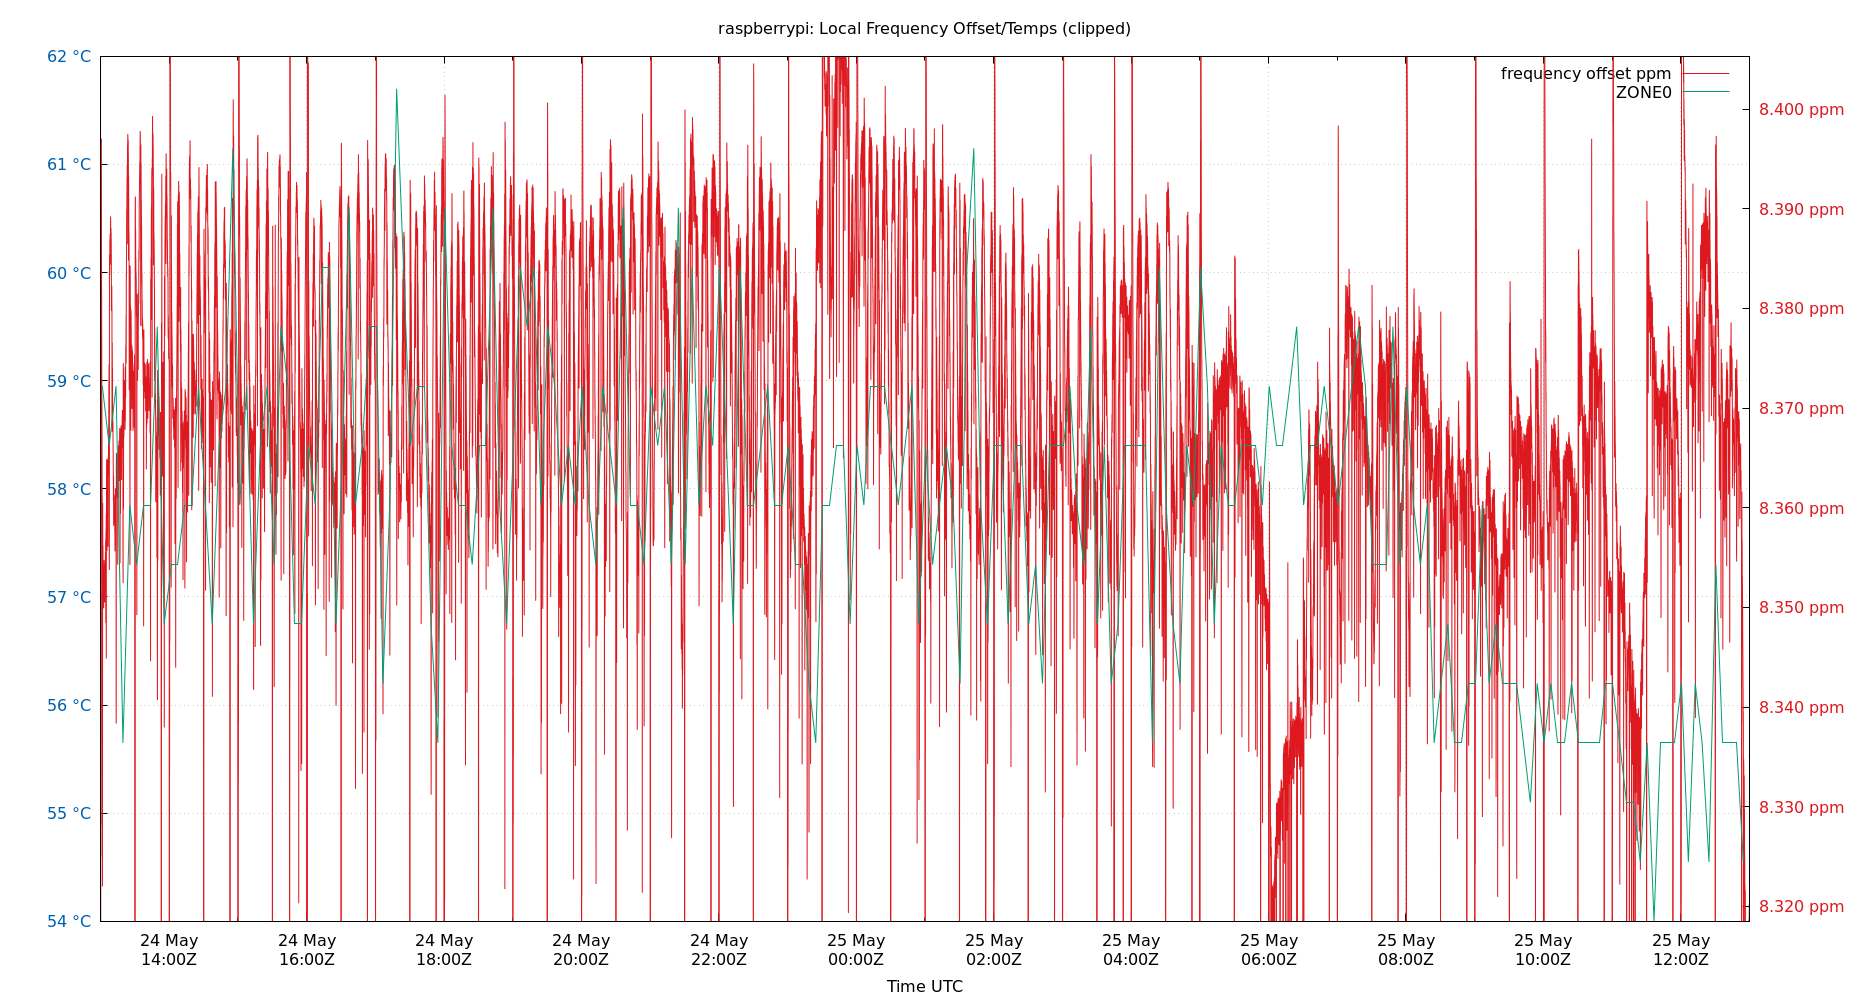 raspberrypi: Local Frequency Offset/Temps (clipped)
frequency offset ppm
ZONE0
62 °C
61 °C
60 °C
59 °C
58 °C
57 °C
56 °C
55 °C
54 °C
8.400 ppm
8.390 ppm
8.380 ppm
8.370 ppm
8.360 ppm
8.350 ppm
8.340 ppm
8.330 ppm
8.320 ppm
24 May 24 May 24 May 24 May 24 May 25 May 25 May 25 May 25 May 25 May 25 May 25 May
14:00Z 16:00Z 18:00Z 20:00Z 22:00Z 00:00Z 02:00Z 04:00Z 06:00Z 08:00Z 10:00Z 12:00Z
Time UTC